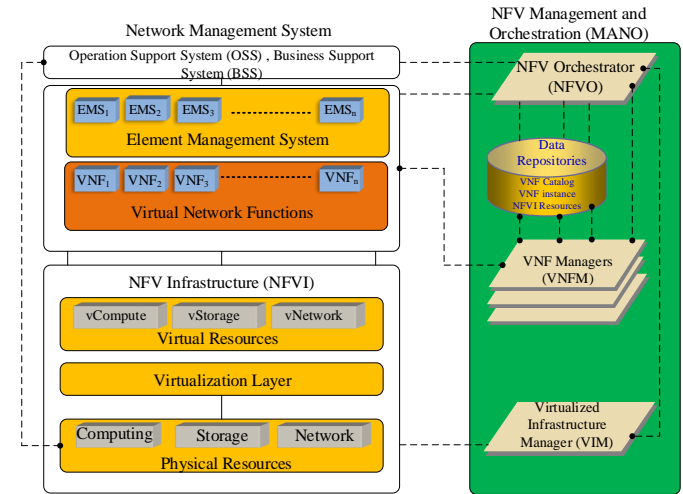 Network Management System
Operation Support System (OSS) , Business Support
System (BSS)
EMS1 EMS2 EMS3 EMSn
Element Management System
VNF1 VNF2 VNF3 VNFn
Virtual Network Functions
NFV Infrastructure (NFVI)
vCompute vStorage vNetwork
Virtual Resources
Virtualization Layer
Computing Storage Network
Physical Resources
NFV Management and
Orchestration (MANO)
NFV Orchestrator
(NFVO)
Data
Repositories
VNF Catalog
VNF instance
NFVI Resources
VNF Managers
(VNFM)
Virtualized
Infrastructure
Manager (VIM)